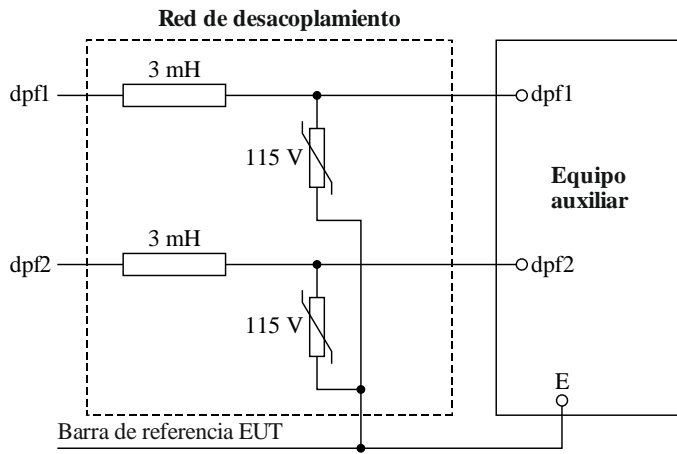 Red de desacoplamiento
3 mH
dpf1
dpf1
115 V
Equipo
auxiliar
3 mH
dpf2
dpf2
115 V
E
Barra de referencia EUT